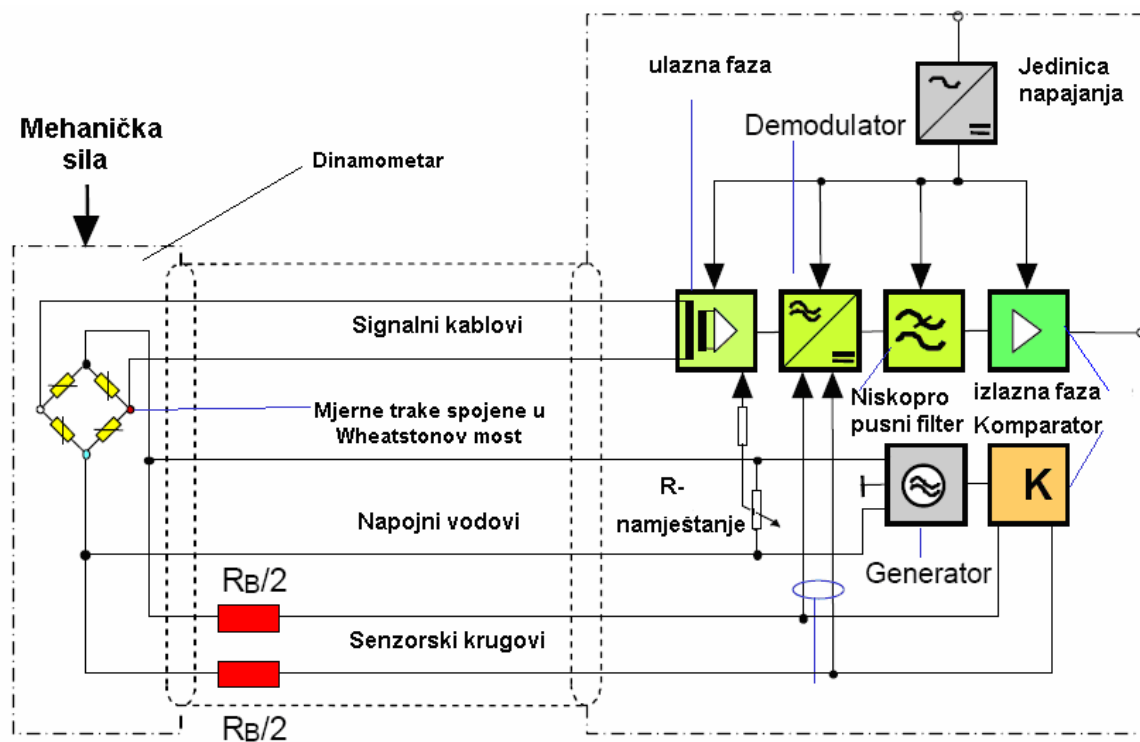 ulazna faza
Jedinica
napajanja
Demodulator
Mehanička
sila
Dinamometar
Signalni kablovi
Mjerne trake spojene u
Wheatstonov most
Niskopro
pusni filter
izlazna faza
Komparator
R-
namještanje
K
Napojni vodovi
Generator
RB/2
Senzorski krugovi
RB/2